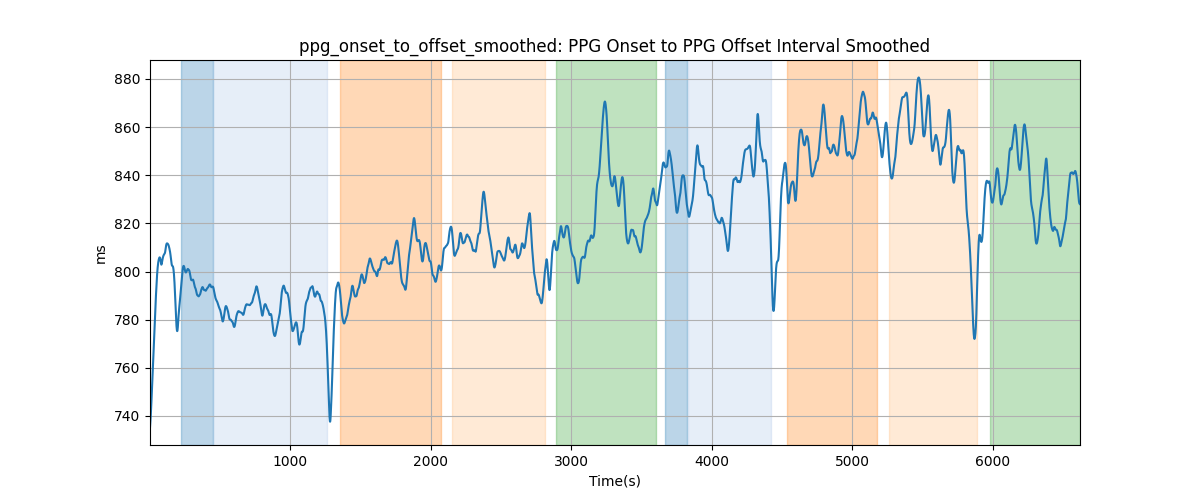 ppg_onset_to_offset_smoothed: PPG Onset to PPG Offset Interval Smoothed
880
860
840
820
800
780
760
740
ms
1000 2000 3000 4000 5000 6000
Time(s)